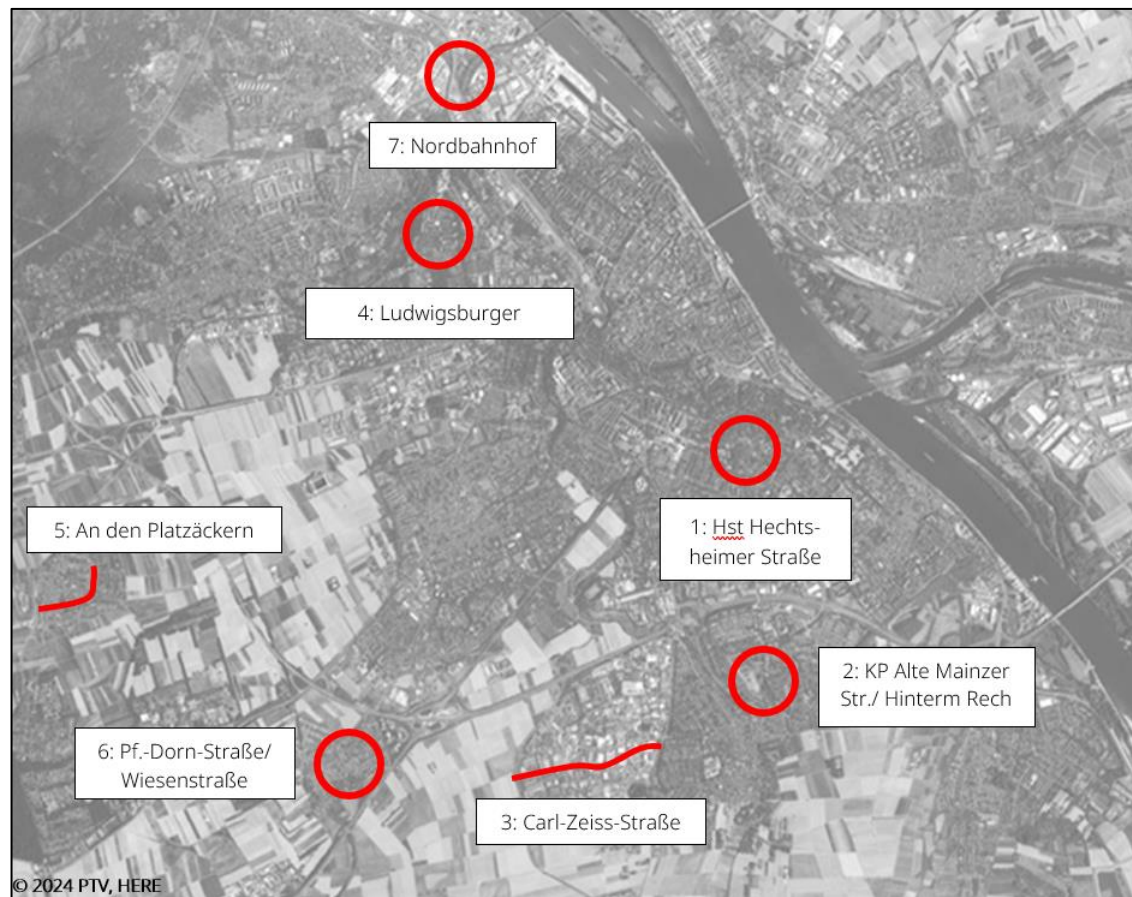 7: Nordbahnhof
4: Ludwigsburger
1: Hst Hechts-
heimer Straße
5: An den Platzäckern
2: KP Alte Mainzer
Str./ Hinterm Rech
6: Pf.-Dorn-Straße/
Wiesenstraße
3: Carl-Zeiss-Straße
© 2024 PTV, HERE